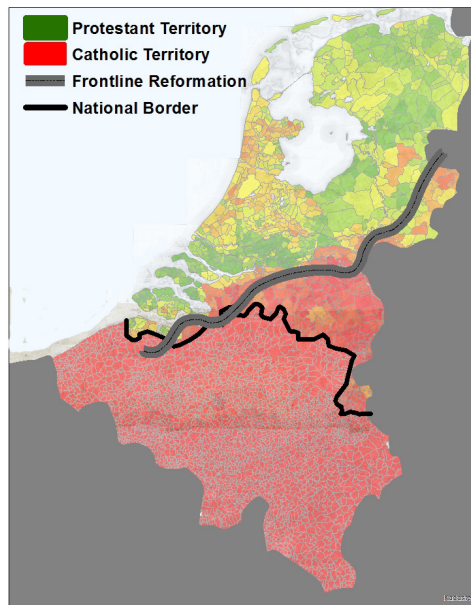 Protestant Territory
Catholic Territory
Frontline Reformation
National Border